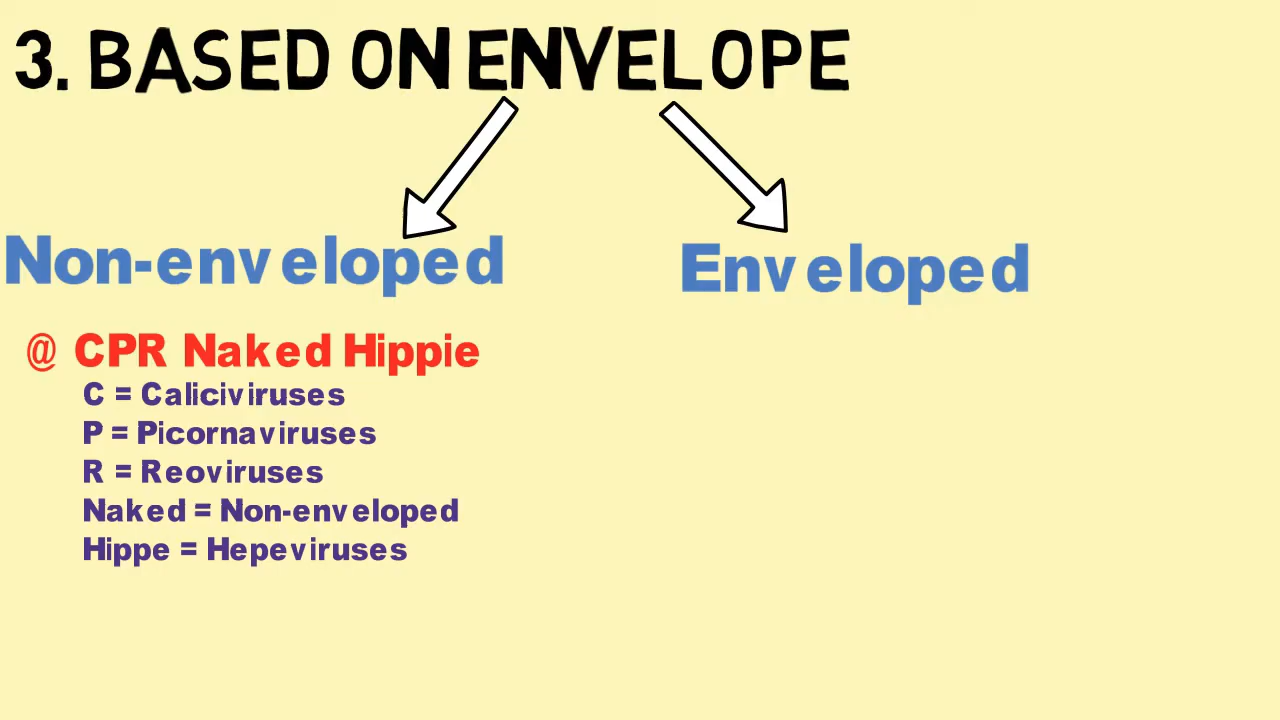 3. BASED ON ENVELOPE
Non-enveloped
Enveloped
@ CPR Naked Hippie
C = Caliciviruses
P = Picornaviruses
R = Reoviruses
Naked = Non-enveloped
Hippe = Hepeviruses